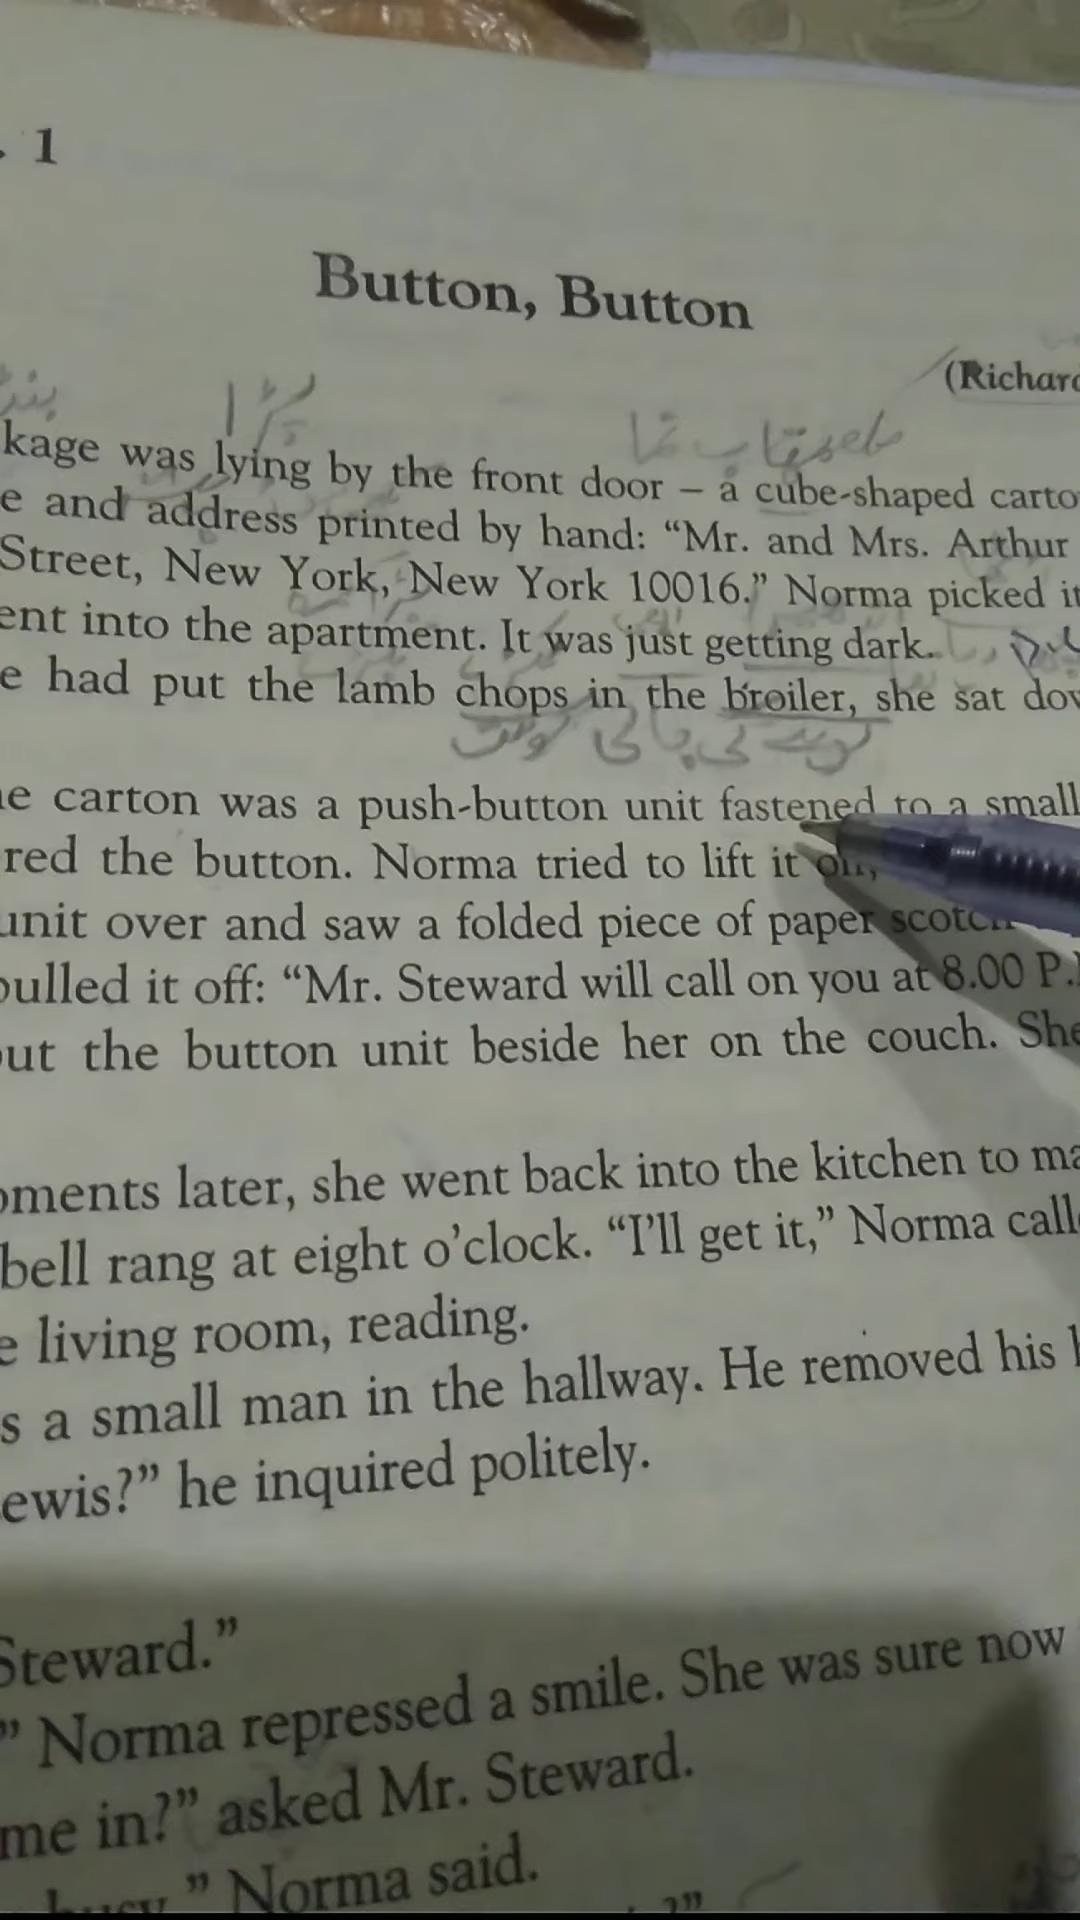 . 1
Button, Button
(Richard
kage was lying by the front door – a cube-shaped carto
e and address printed by hand: “Mr. and Mrs. Arthur
Street, New York, New York 10016.” Norma picked it
ent into the apartment. It was just getting dark.
e had put the lamb chops in the broiler, she sat dow
e carton was a push-button unit fastened to a small
red the button. Norma tried to lift it off,
unit over and saw a folded piece of paper scotch
pulled it off: “Mr. Steward will call on you at 8.00 P.
ut the button unit beside her on the couch. She
oments later, she went back into the kitchen to ma
bell rang at eight o’clock. “I’ll get it,” Norma calle
e living room, reading.
s a small man in the hallway. He removed his h
ewis?” he inquired politely.
Steward.”
” Norma repressed a smile. She was sure now
me in?” asked Mr. Steward.
busy,” Norma said.
?”